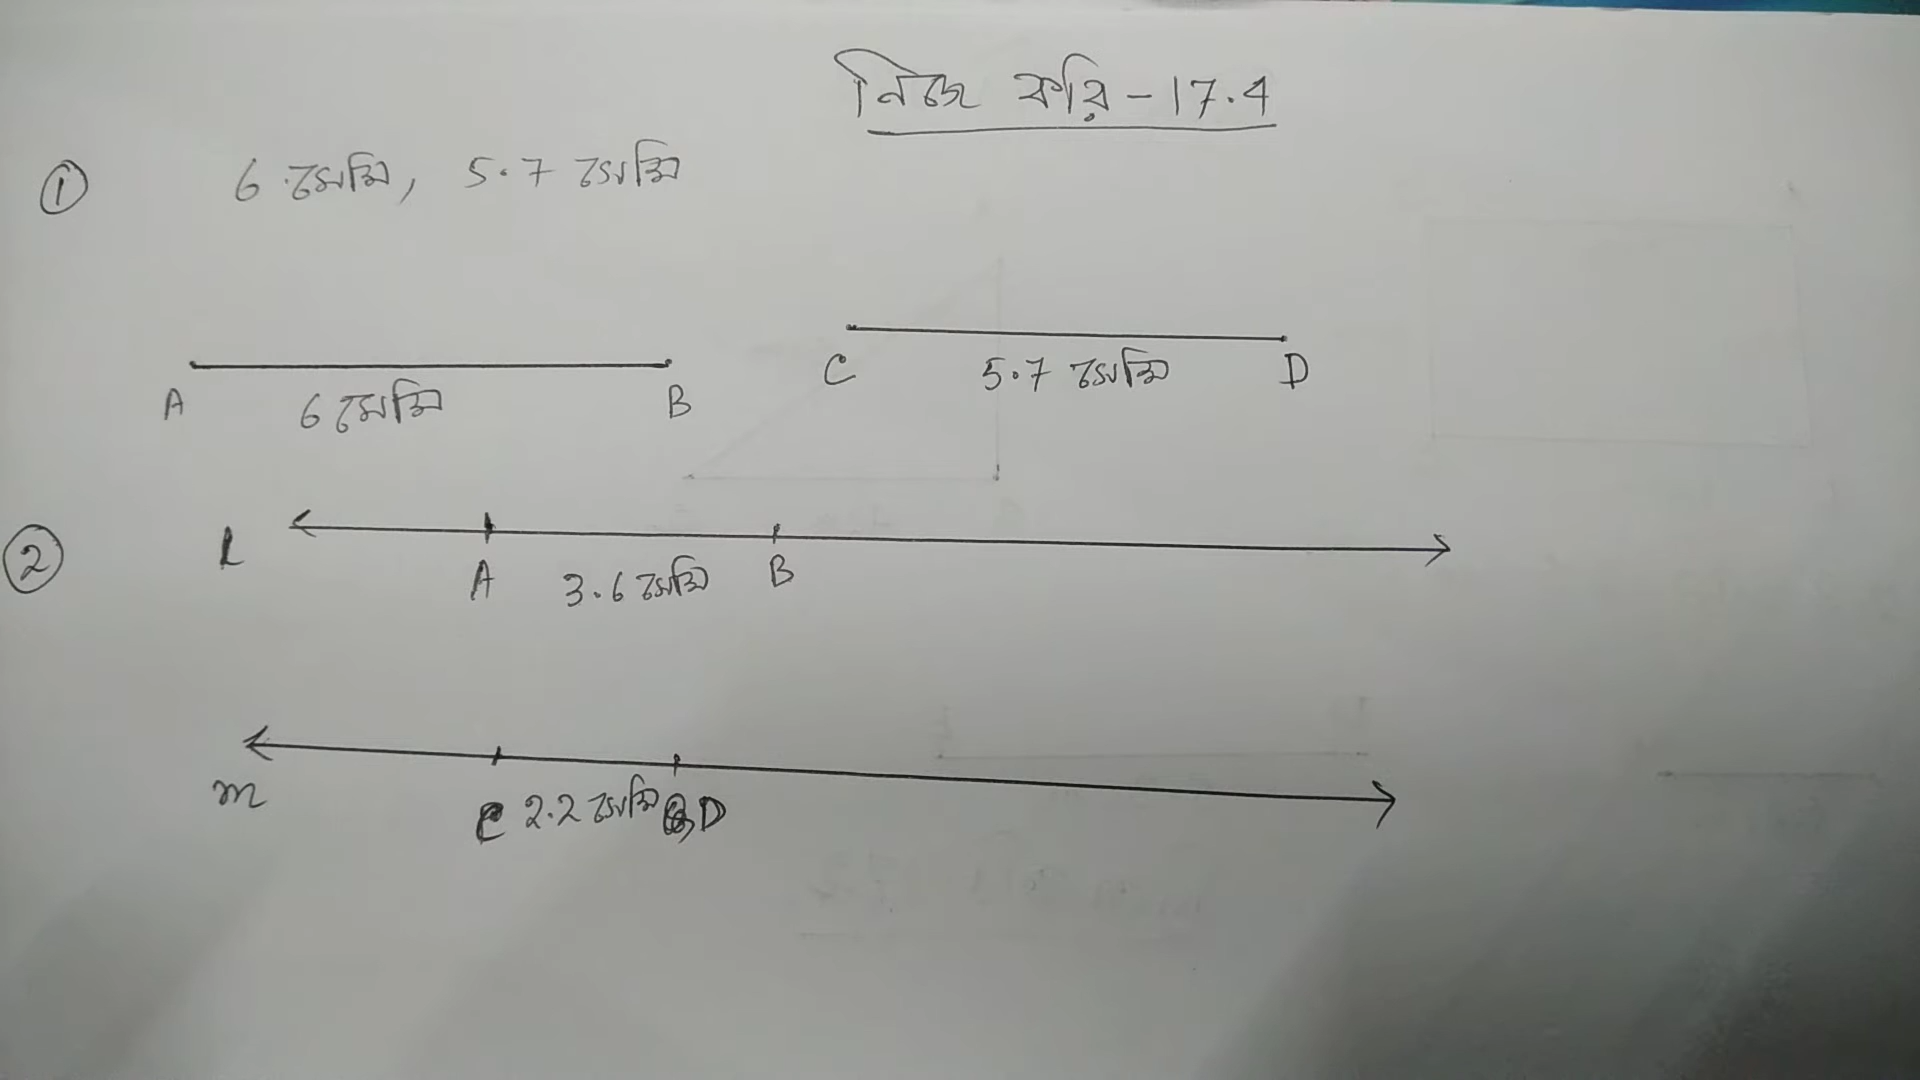 নিজে করি - 17.4
① 6 সেমি, 5.7 সেমি
A 6 সেমি B
C 5.7 সেমি D
② L A 3.6 সেমি B
m C 2.2 সেমি D